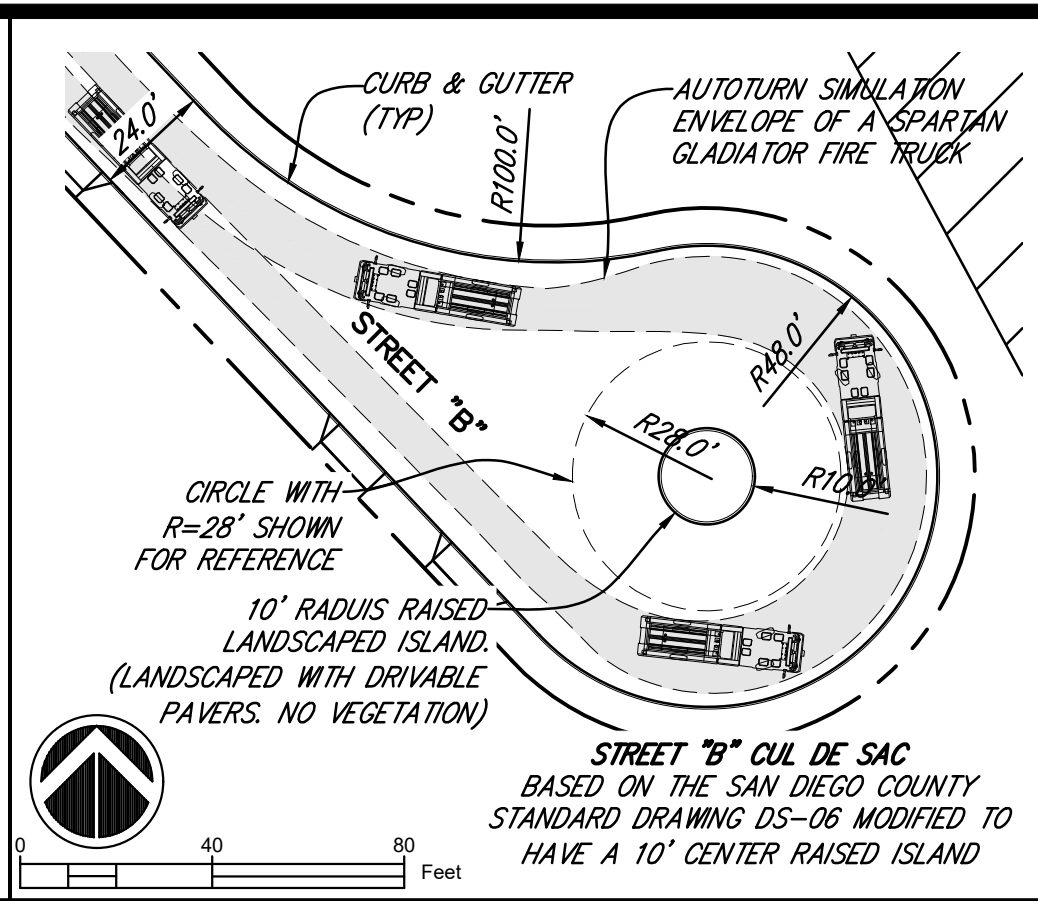 CURB & GUTTER
(TYP)
AUTOTURN SIMULATION
ENVELOPE OF A SPARTAN
GLADIATOR FIRE TRUCK
24.0'
R100.0'
R48.0'
STREET "B"
R28.0'
CIRCLE WITH
R=28' SHOWN
FOR REFERENCE
10' RADUIS RAISED
LANDSCAPED ISLAND.
(LANDSCAPED WITH DRIVABLE
PAVERS. NO VEGETATION)
STREET "B" CUL DE SAC
BASED ON THE SAN DIEGO COUNTY
STANDARD DRAWING DS-06 MODIFIED TO
HAVE A 10' CENTER RAISED ISLAND
0 40 80
Feet